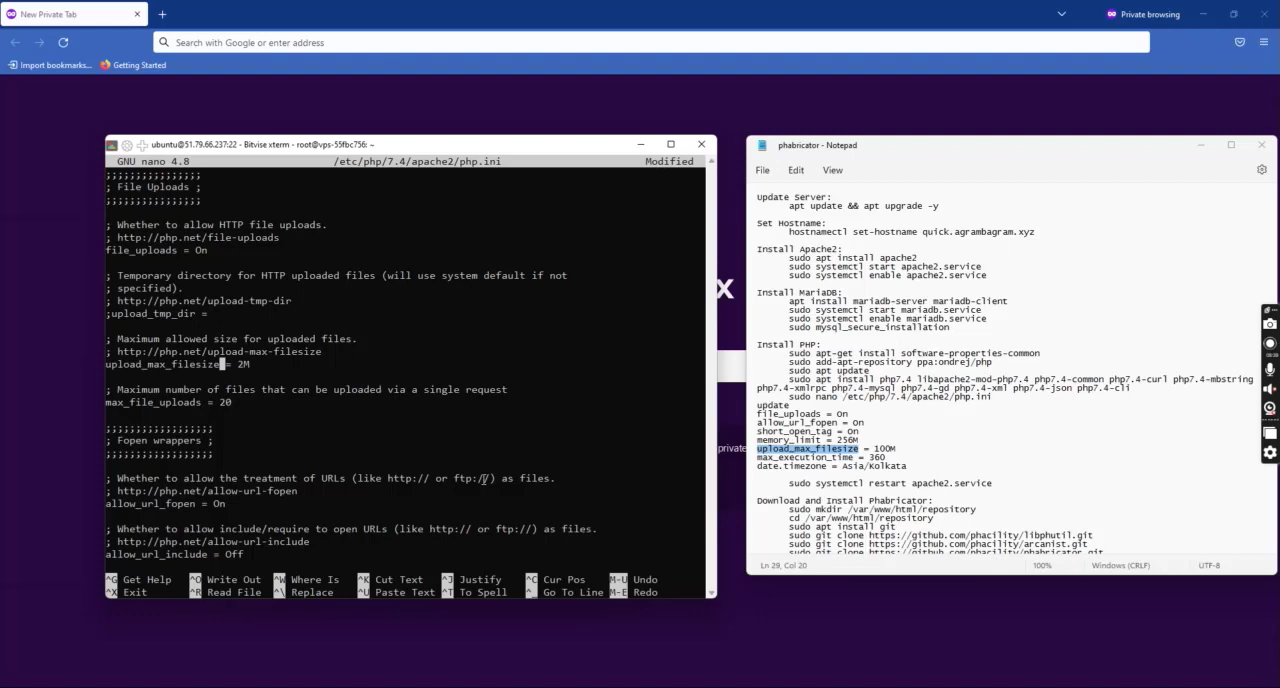 New Private Tab
Private browsing
Search with Google or enter address
Import bookmarks...
Getting Started
ubuntu@51.79.66.237:22 - Bitvise xterm - root@vps-55fbc756: ~
GNU nano 4.8 /etc/php/7.4/apache2/php.ini Modified
;;;;;;;;;;;;;;;;
; File Uploads ;
;;;;;;;;;;;;;;;;
; Whether to allow HTTP file uploads.
; http://php.net/file-uploads
file_uploads = On
; Temporary directory for HTTP uploaded files (will use system default if not
; specified).
; http://php.net/upload-tmp-dir
;upload_tmp_dir =
; Maximum allowed size for uploaded files.
; http://php.net/upload-max-filesize
upload_max_filesize = 2M
; Maximum number of files that can be uploaded via a single request
max_file_uploads = 20
;;;;;;;;;;;;;;;;;;
; Fopen wrappers ;
;;;;;;;;;;;;;;;;;;
; Whether to allow the treatment of URLs (like http:// or ftp://) as files.
; http://php.net/allow-url-fopen
allow_url_fopen = On
; Whether to allow include/require to open URLs (like http:// or ftp://) as files.
; http://php.net/allow-url-include
allow_url_include = Off
^G Get Help ^O Write Out ^W Where Is ^K Cut Text ^J Justify ^C Cur Pos M-U Undo
^X Exit ^R Read File ^\ Replace ^U Paste Text ^T To Spell ^_ Go To Line M-E Redo
x
private
phabricator - Notepad
File Edit View
Update Server:
apt update && apt upgrade -y
Set Hostname:
hostnamectl set-hostname quick.agrambagram.xyz
Install Apache2:
sudo apt install apache2
sudo systemctl start apache2.service
sudo systemctl enable apache2.service
Install MariaDB:
apt install mariadb-server mariadb-client
sudo systemctl start mariadb.service
sudo systemctl enable mariadb.service
sudo mysql_secure_installation
Install PHP:
sudo apt-get install software-properties-common
sudo add-apt-repository ppa:ondrej/php
sudo apt update
sudo apt install php7.4 libapache2-mod-php7.4 php7.4-common php7.4-curl php7.4-mbstring
php7.4-xmlrpc php7.4-mysql php7.4-gd php7.4-xml php7.4-json php7.4-cli
sudo nano /etc/php/7.4/apache2/php.ini
update
file_uploads = On
allow_url_fopen = On
short_open_tag = On
memory_limit = 256M
upload_max_filesize = 100M
max_execution_time = 360
date.timezone = Asia/Kolkata
sudo systemctl restart apache2.service
Download and Install Phabricator:
sudo mkdir /var/www/html/repository
cd /var/www/html/repository
sudo apt install git
sudo git clone https://github.com/phacility/libphutil.git
sudo git clone https://github.com/phacility/arcanist.git
sudo git clone https://github.com/phacility/phabricator.git
Ln 29, Col 20 100% Windows (CRLF) UTF-8